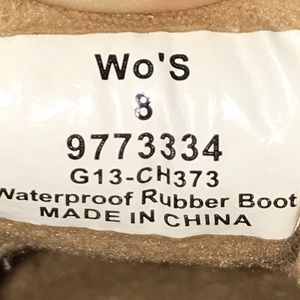 Wo'S
8
9773334
G13-CH373
Waterproof Rubber Boot
MADE IN CHINA